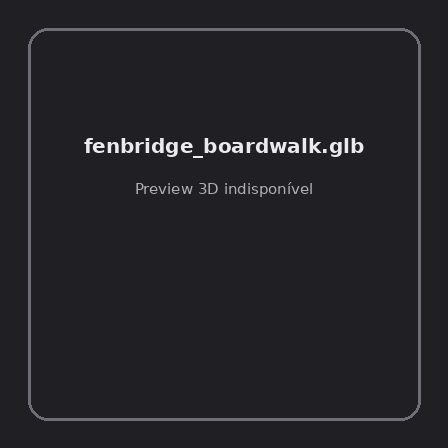 fenbridge_boardwalk.glb
Preview 3D indisponível